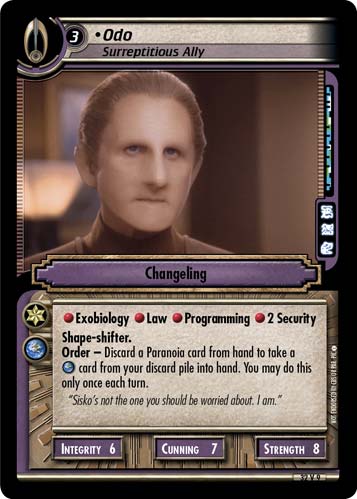 3
•Odo
Surreptitious Ally
Changeling
Exobiology Law Programming 2 Security
Shape-shifter.
Order – Discard a Paranoia card from hand to take a
card from your discard pile into hand. You may do this
only once each turn.
"Sisko's not the one you should be worried about. I am."
INTEGRITY 6 CUNNING 7 STRENGTH 8
32 V 9